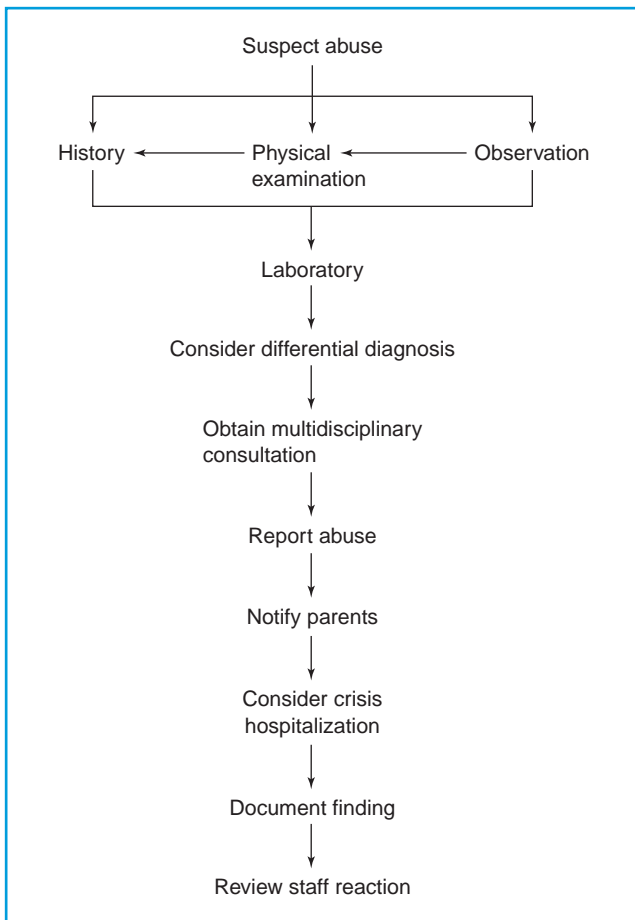 Suspect abuse
History
Physical
examination
Observation
Laboratory
Consider differential diagnosis
Obtain multidisciplinary
consultation
Report abuse
Notify parents
Consider crisis
hospitalization
Document finding
Review staff reaction